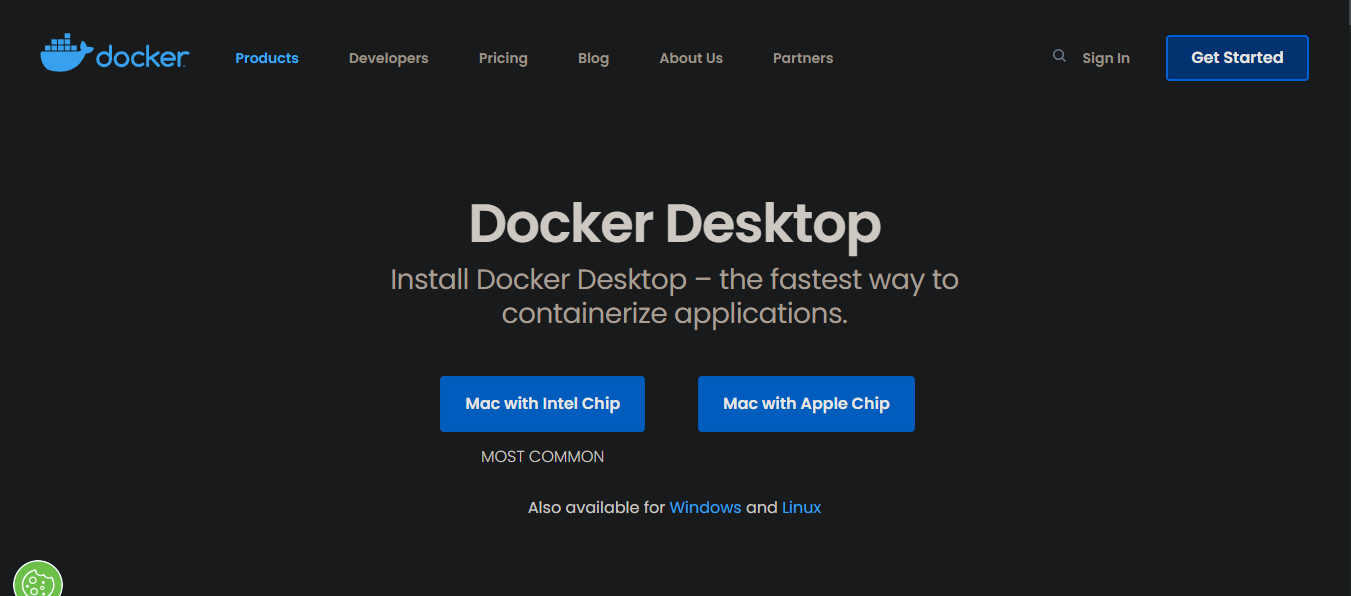 docker
Products
Developers
Pricing
Blog
About Us
Partners
Sign In
Get Started
Docker Desktop
Install Docker Desktop – the fastest way to
containerize applications.
Mac with Intel Chip
Mac with Apple Chip
MOST COMMON
Also available for Windows and Linux